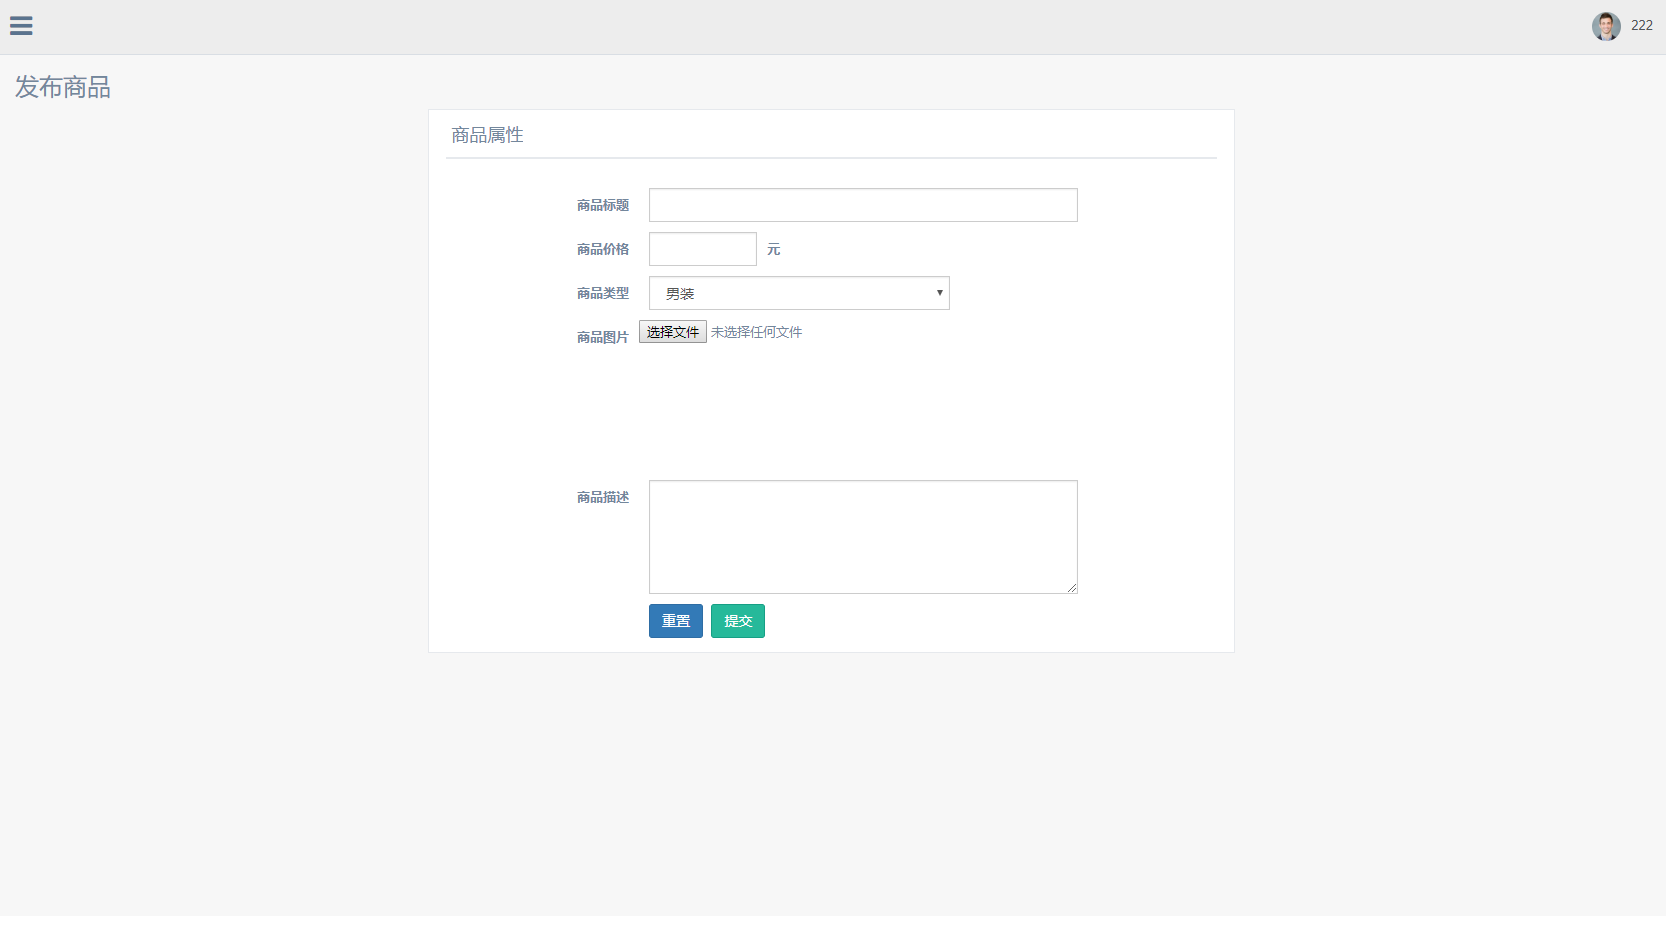 222
发布商品
商品属性
商品标题
商品价格 元
商品类型 男装
商品图片 选择文件 未选择任何文件
商品描述
重置 提交